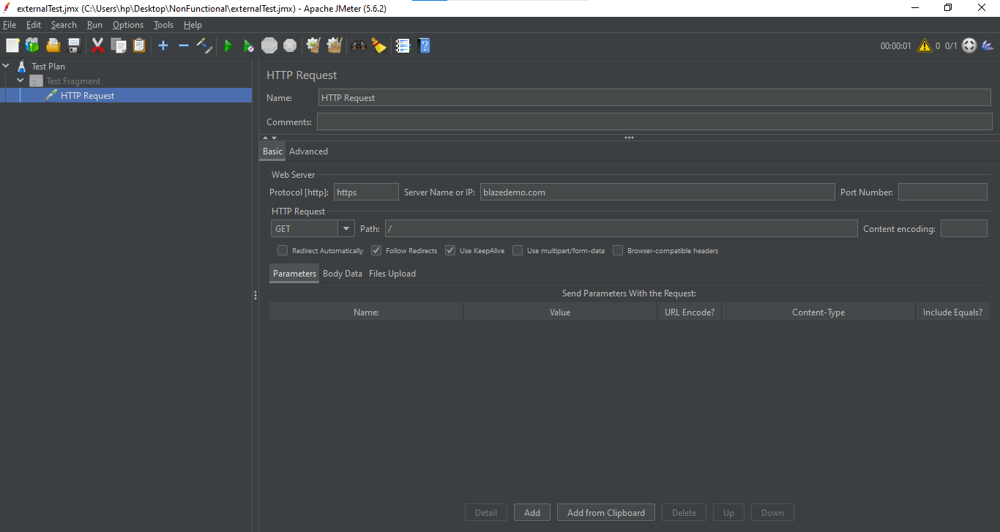 externalTest.jmx (C:\Users\hp\Desktop\NonFunctional\externalTest.jmx) - Apache JMeter (5.6.2)
File Edit Search Run Options Tools Help
STOP 00:00:01 0 0/1
Test Plan
Test Fragment
HTTP Request
HTTP Request
Name: HTTP Request
Comments:
Basic Advanced
Web Server
Protocol [http]: https Server Name or IP: blazedemo.com Port Number:
HTTP Request
GET Path: / Content encoding:
Redirect Automatically Follow Redirects Use KeepAlive Use multipart/form-data Browser-compatible headers
Parameters Body Data Files Upload
Send Parameters With the Request:
Name: Value URL Encode? Content-Type Include Equals?
Detail Add Add from Clipboard Delete Up Down